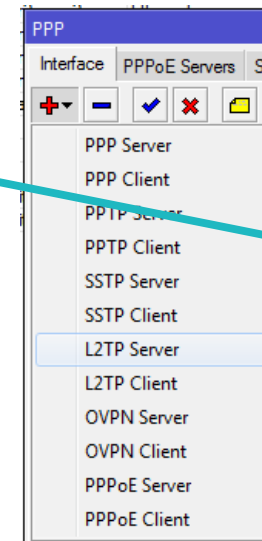 PPP
Interface PPPoE Servers
PPP Server
PPP Client
PPTP Server
PPTP Client
SSTP Server
SSTP Client
L2TP Server
L2TP Client
OVPN Server
OVPN Client
PPPoE Server
PPPoE Client